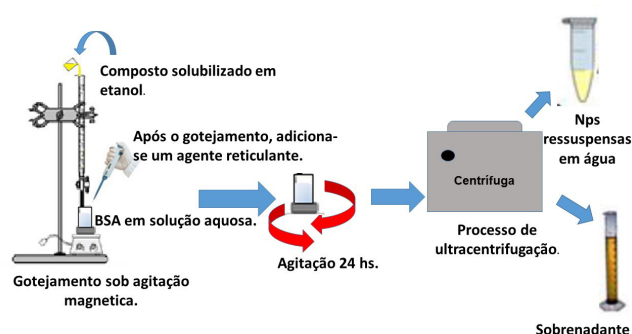 Composto solubilizado em
etanol.
Após o gotejamento, adiciona-
se um agente reticulante.
BSA em solução aquosa.
Gotejamento sob agitação
magnetica.
Agitação 24 hs.
Centrífuga
Processo de
ultracentrifugação.
Nps
ressuspensas
em água
Sobrenadante